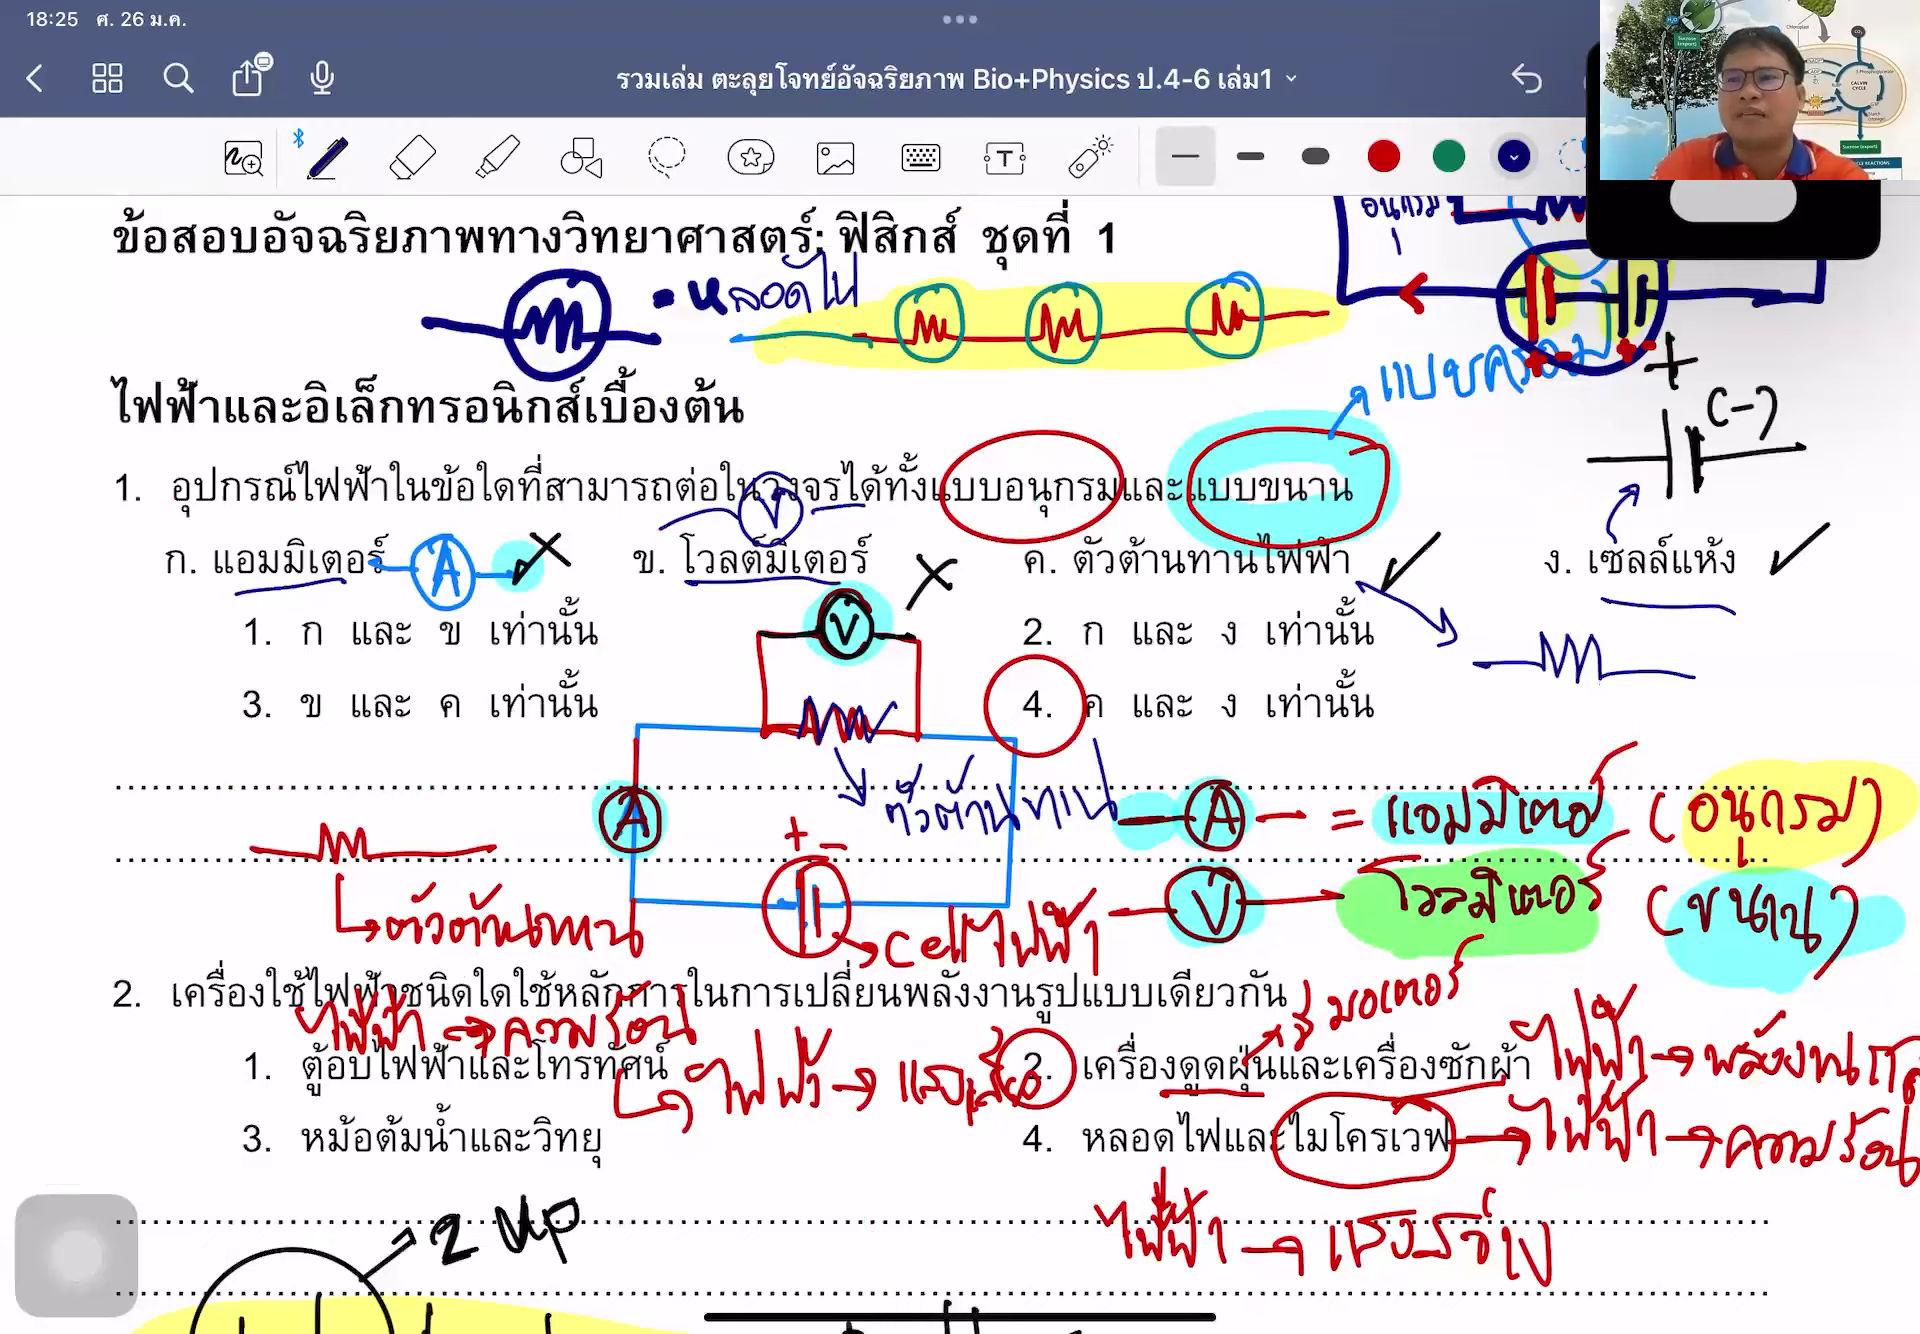 18:25 ศ. 26 ม.ค.
รวมเล่ม ตะลุยโจทย์อัจฉริยภาพ Bio+Physics ป.4-6 เล่ม1
ข้อสอบอัจฉริยภาพทางวิทยาศาสตร์: ฟิสิกส์ ชุดที่ 1
อนุกรม
= หลอดไฟ
+ - + -
แบบคร่อม
+
(-)
ไฟฟ้าและอิเล็กทรอนิกส์เบื้องต้น
1. อุปกรณ์ไฟฟ้าในข้อใดที่สามารถต่อในวงจรได้ทั้งแบบอนุกรมและแบบขนาน
V
ก. แอมมิเตอร์ A ข. โวลต์มิเตอร์ ค. ตัวต้านทานไฟฟ้า ง. เซลล์แห้ง
1. ก และ ข เท่านั้น V 2. ก และ ง เท่านั้น
3. ข และ ค เท่านั้น 4. ค และ ง เท่านั้น
A + - ตัวต้านทาน A = แอมมิเตอร์ (อนุกรม)
ตัวต้านทาน cell ไฟฟ้า V โวลมิเตอร์ (ขนาน)
2. เครื่องใช้ไฟฟ้าชนิดใดใช้หลักการในการเปลี่ยนพลังงานรูปแบบเดียวกัน
ไฟฟ้า → ความร้อน มอเตอร์
1. ตู้อบไฟฟ้าและโทรทัศน์ 2. เครื่องดูดฝุ่นและเครื่องซักผ้า ไฟฟ้า →
ไฟฟ้า →
3. หม้อต้มน้ำและวิทยุ 4. หลอดไฟและไมโครเวฟ → ไฟฟ้า → ความร้อน
2
ไฟฟ้า → แสงสว่าง